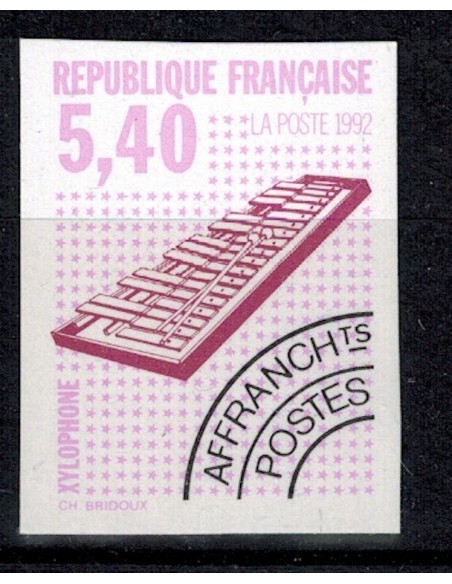 REPUBLIQUE FRANÇAISE
5,40
LA POSTE 1992
XYLOPHONE
AFFRANCHTS
POSTES
CH. BRIDOUX